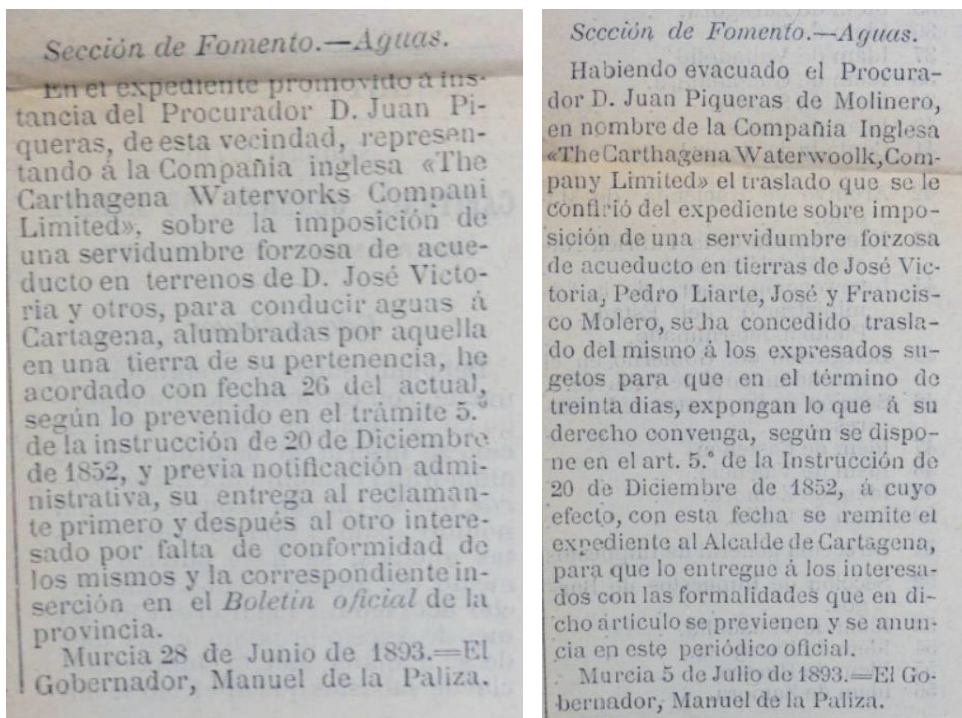 Sección de Fomento.—Aguas.
En el expediente promovido á ins-
tancia del Procurador D. Juan Pi-
queras, de esta vecindad, represen-
tando á la Compañia inglesa «The
Carthagena Watervorks Compani
Limited», sobre la imposición de
una servidumbre forzosa de acue-
ducto en terrenos de D. José Victo-
ria y otros, para conducir aguas á
Cartagena, alumbradas por aquella
en una tierra de su pertenencia, he
acordado con fecha 26 del actual,
según lo prevenido en el trámite 5.º
de la instrucción de 20 de Diciembre
de 1852, y previa notificación admi-
nistrativa, su entrega al reclaman-
te primero y después al otro intere-
sado por falta de conformidad de
los mismos y la correspondiente in-
serción en el Boletin oficial de la
provincia.
Murcia 28 de Junio de 1893.=El
Gobernador, Manuel de la Paliza.
Sección de Fomento.—Aguas.
Habiendo evacuado el Procura-
dor D. Juan Piqueras de Molinero,
en nombre de la Compañia Inglesa
«The Carthagena Waterwoolk, Com-
pany Limited» el traslado que se le
confirió del expediente sobre impo-
sición de una servidumbre forzosa
de acueducto en tierras de José Vic-
toria, Pedro Liarte, José y Francis-
co Molero, se ha concedido trasla-
do del mismo á los expresados su-
getos para que en el término de
treinta dias, expongan lo que á su
derecho convenga, según se dispo-
ne en el art. 5.º de la Instrucción de
20 de Diciembre de 1852, á cuyo
efecto, con esta fecha se remite el
expediente al Alcalde de Cartagena,
para que lo entregue á los interesa-
dos con las formalidades que en di-
cho artículo se previenen y se anun-
cia en este periódico oficial.
Murcia 5 de Julio de 1893.=El Go-
bernador, Manuel de la Paliza.